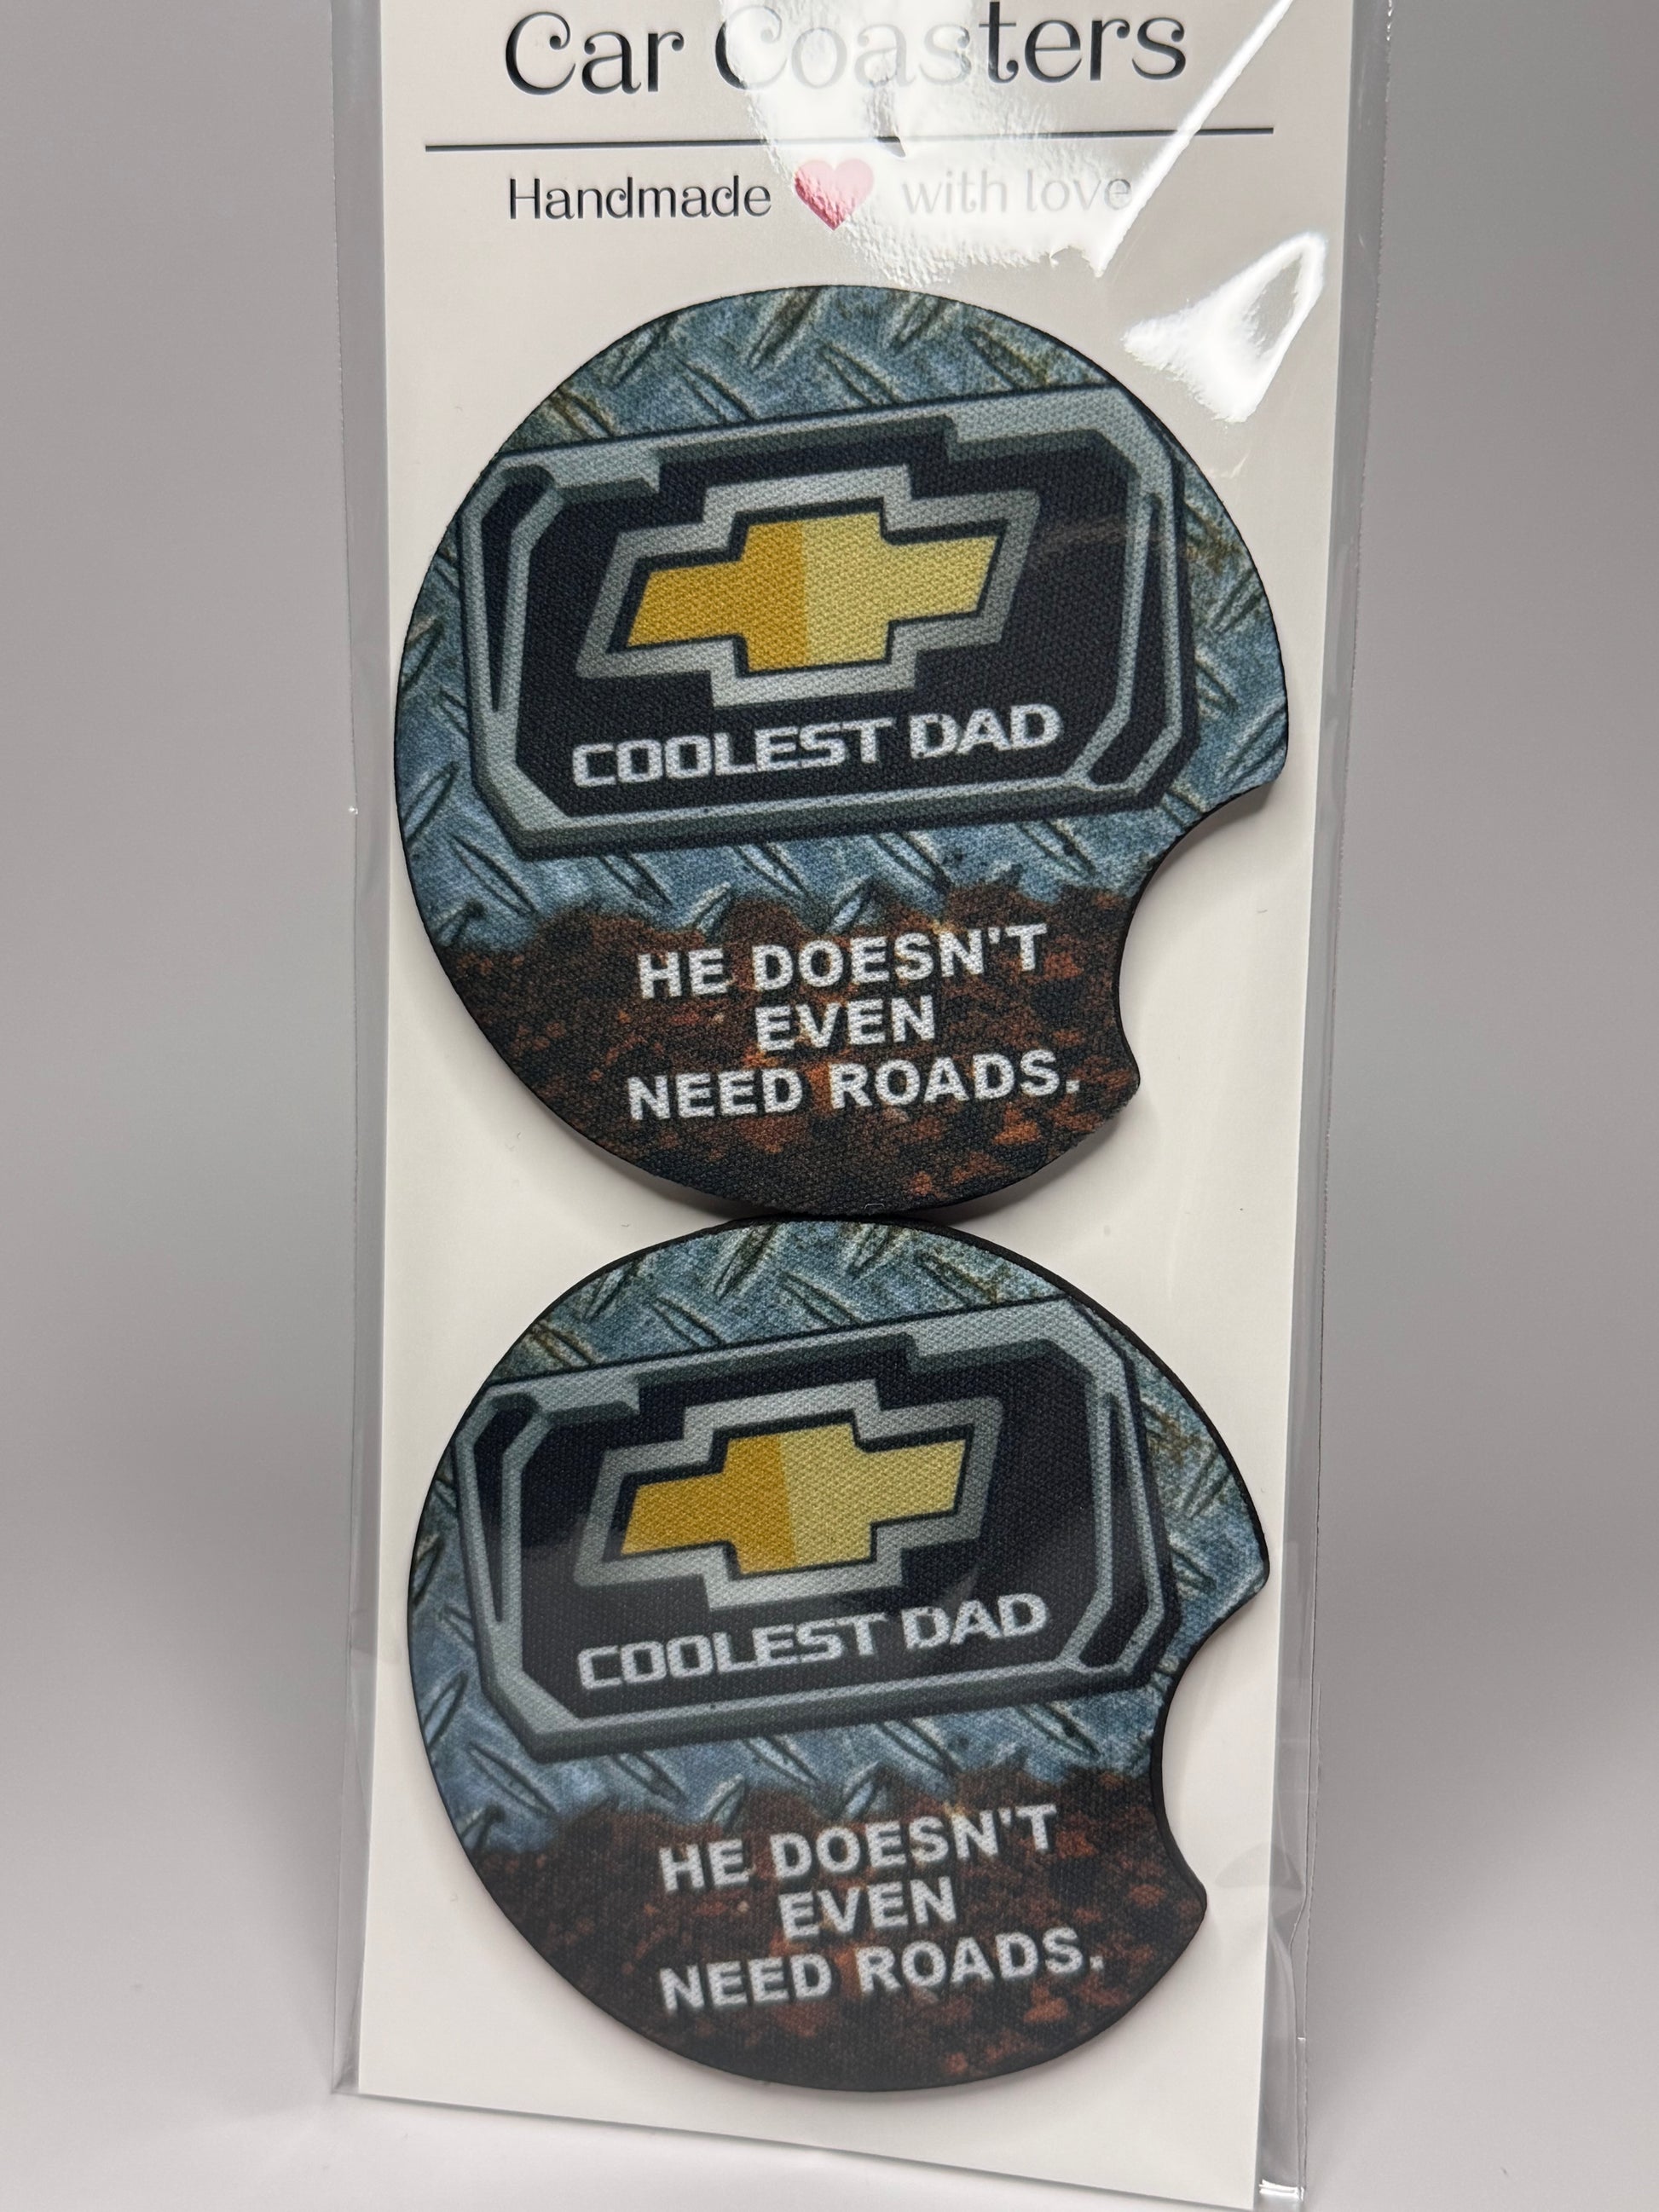 Car Coasters
Handmade with love
COOLEST DAD
HE DOESN'T
EVEN
NEED ROADS.
COOLEST DAD
HE DOESN'T
EVEN
NEED ROADS.